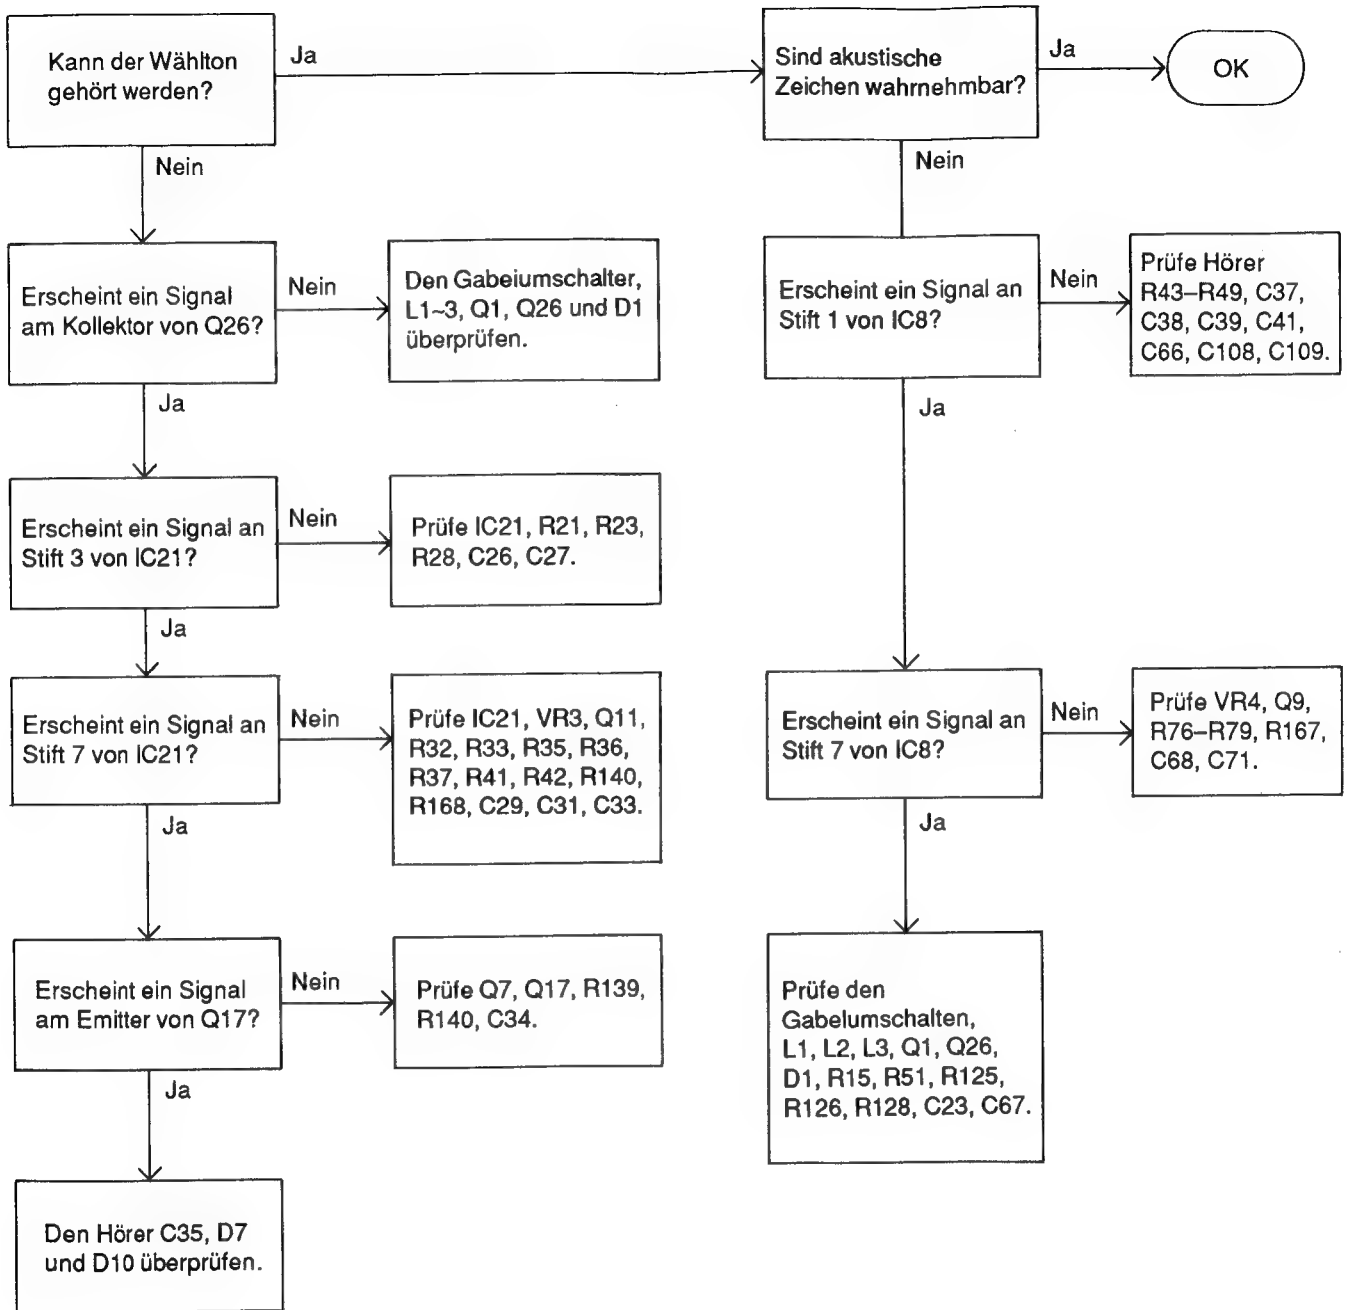 Kann der Wählton
gehört werden?
Ja
Sind akustische
Zeichen wahrnehmbar?
Ja
OK
Nein
Nein
Erscheint ein Signal
am Kollektor von Q26?
Nein
Den Gabeiumschalter,
L1~3, Q1, Q26 und D1
überprüfen.
Erscheint ein Signal an
Stift 1 von IC8?
Nein
Prüfe Hörer
R43–R49, C37,
C38, C39, C41,
C66, C108, C109.
Ja
Ja
Erscheint ein Signal an
Stift 3 von IC21?
Nein
Prüfe IC21, R21, R23,
R28, C26, C27.
Ja
Erscheint ein Signal an
Stift 7 von IC21?
Nein
Prüfe IC21, VR3, Q11,
R32, R33, R35, R36,
R37, R41, R42, R140,
R168, C29, C31, C33.
Erscheint ein Signal an
Stift 7 von IC8?
Nein
Prüfe VR4, Q9,
R76–R79, R167,
C68, C71.
Ja
Ja
Erscheint ein Signal
am Emitter von Q17?
Nein
Prüfe Q7, Q17, R139,
R140, C34.
Prüfe den
Gabelumschalten,
L1, L2, L3, Q1, Q26,
D1, R15, R51, R125,
R126, R128, C23, C67.
Ja
Den Hörer C35, D7
und D10 überprüfen.